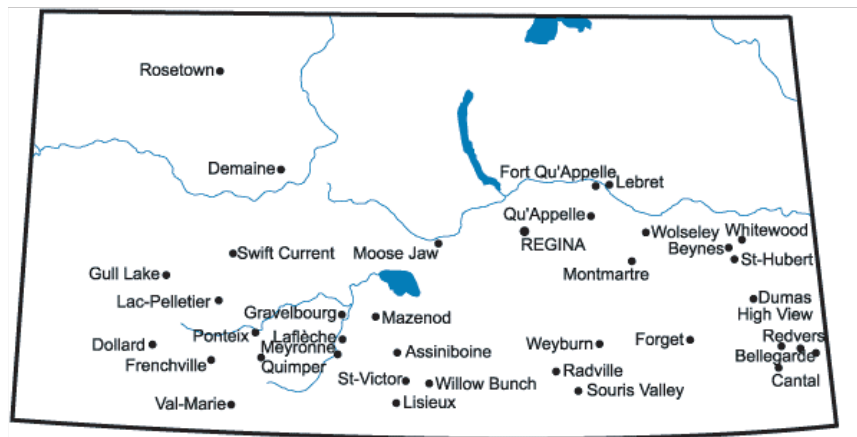 Rosetown
Demaine
Fort Qu'Appelle
Lebret
Qu'Appelle
REGINA
Wolseley
Whitewood
Beynes
St-Hubert
Montmartre
Moose Jaw
Swift Current
Gull Lake
Lac-Pelletier
Gravelbourg
Mazenod
Dumas
High View
Ponteix
Laflèche
Meyronne
Dollard
Frenchville
Quimper
Assiniboine
Weyburn
Forget
Redvers
Bellegarde
Cantal
St-Victor
Willow Bunch
Radville
Souris Valley
Val-Marie
Lisieux